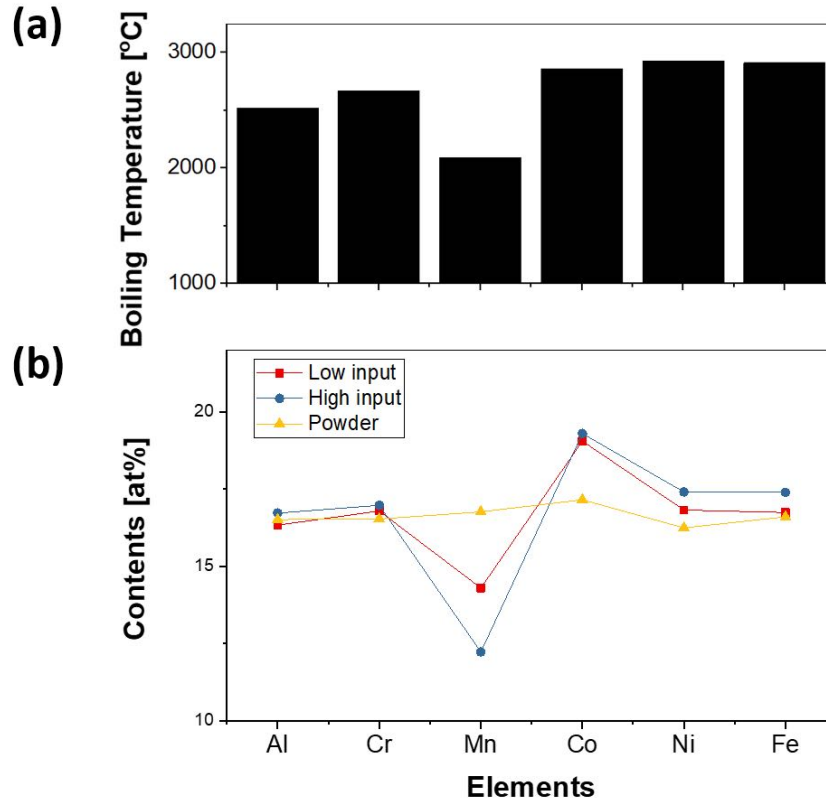 (a)
Boiling Temperature [ºC]
3000
2000
1000
(b)
Contents [at%]
20
15
10
Low input
High input
Powder
Al Cr Mn Co Ni Fe
Elements